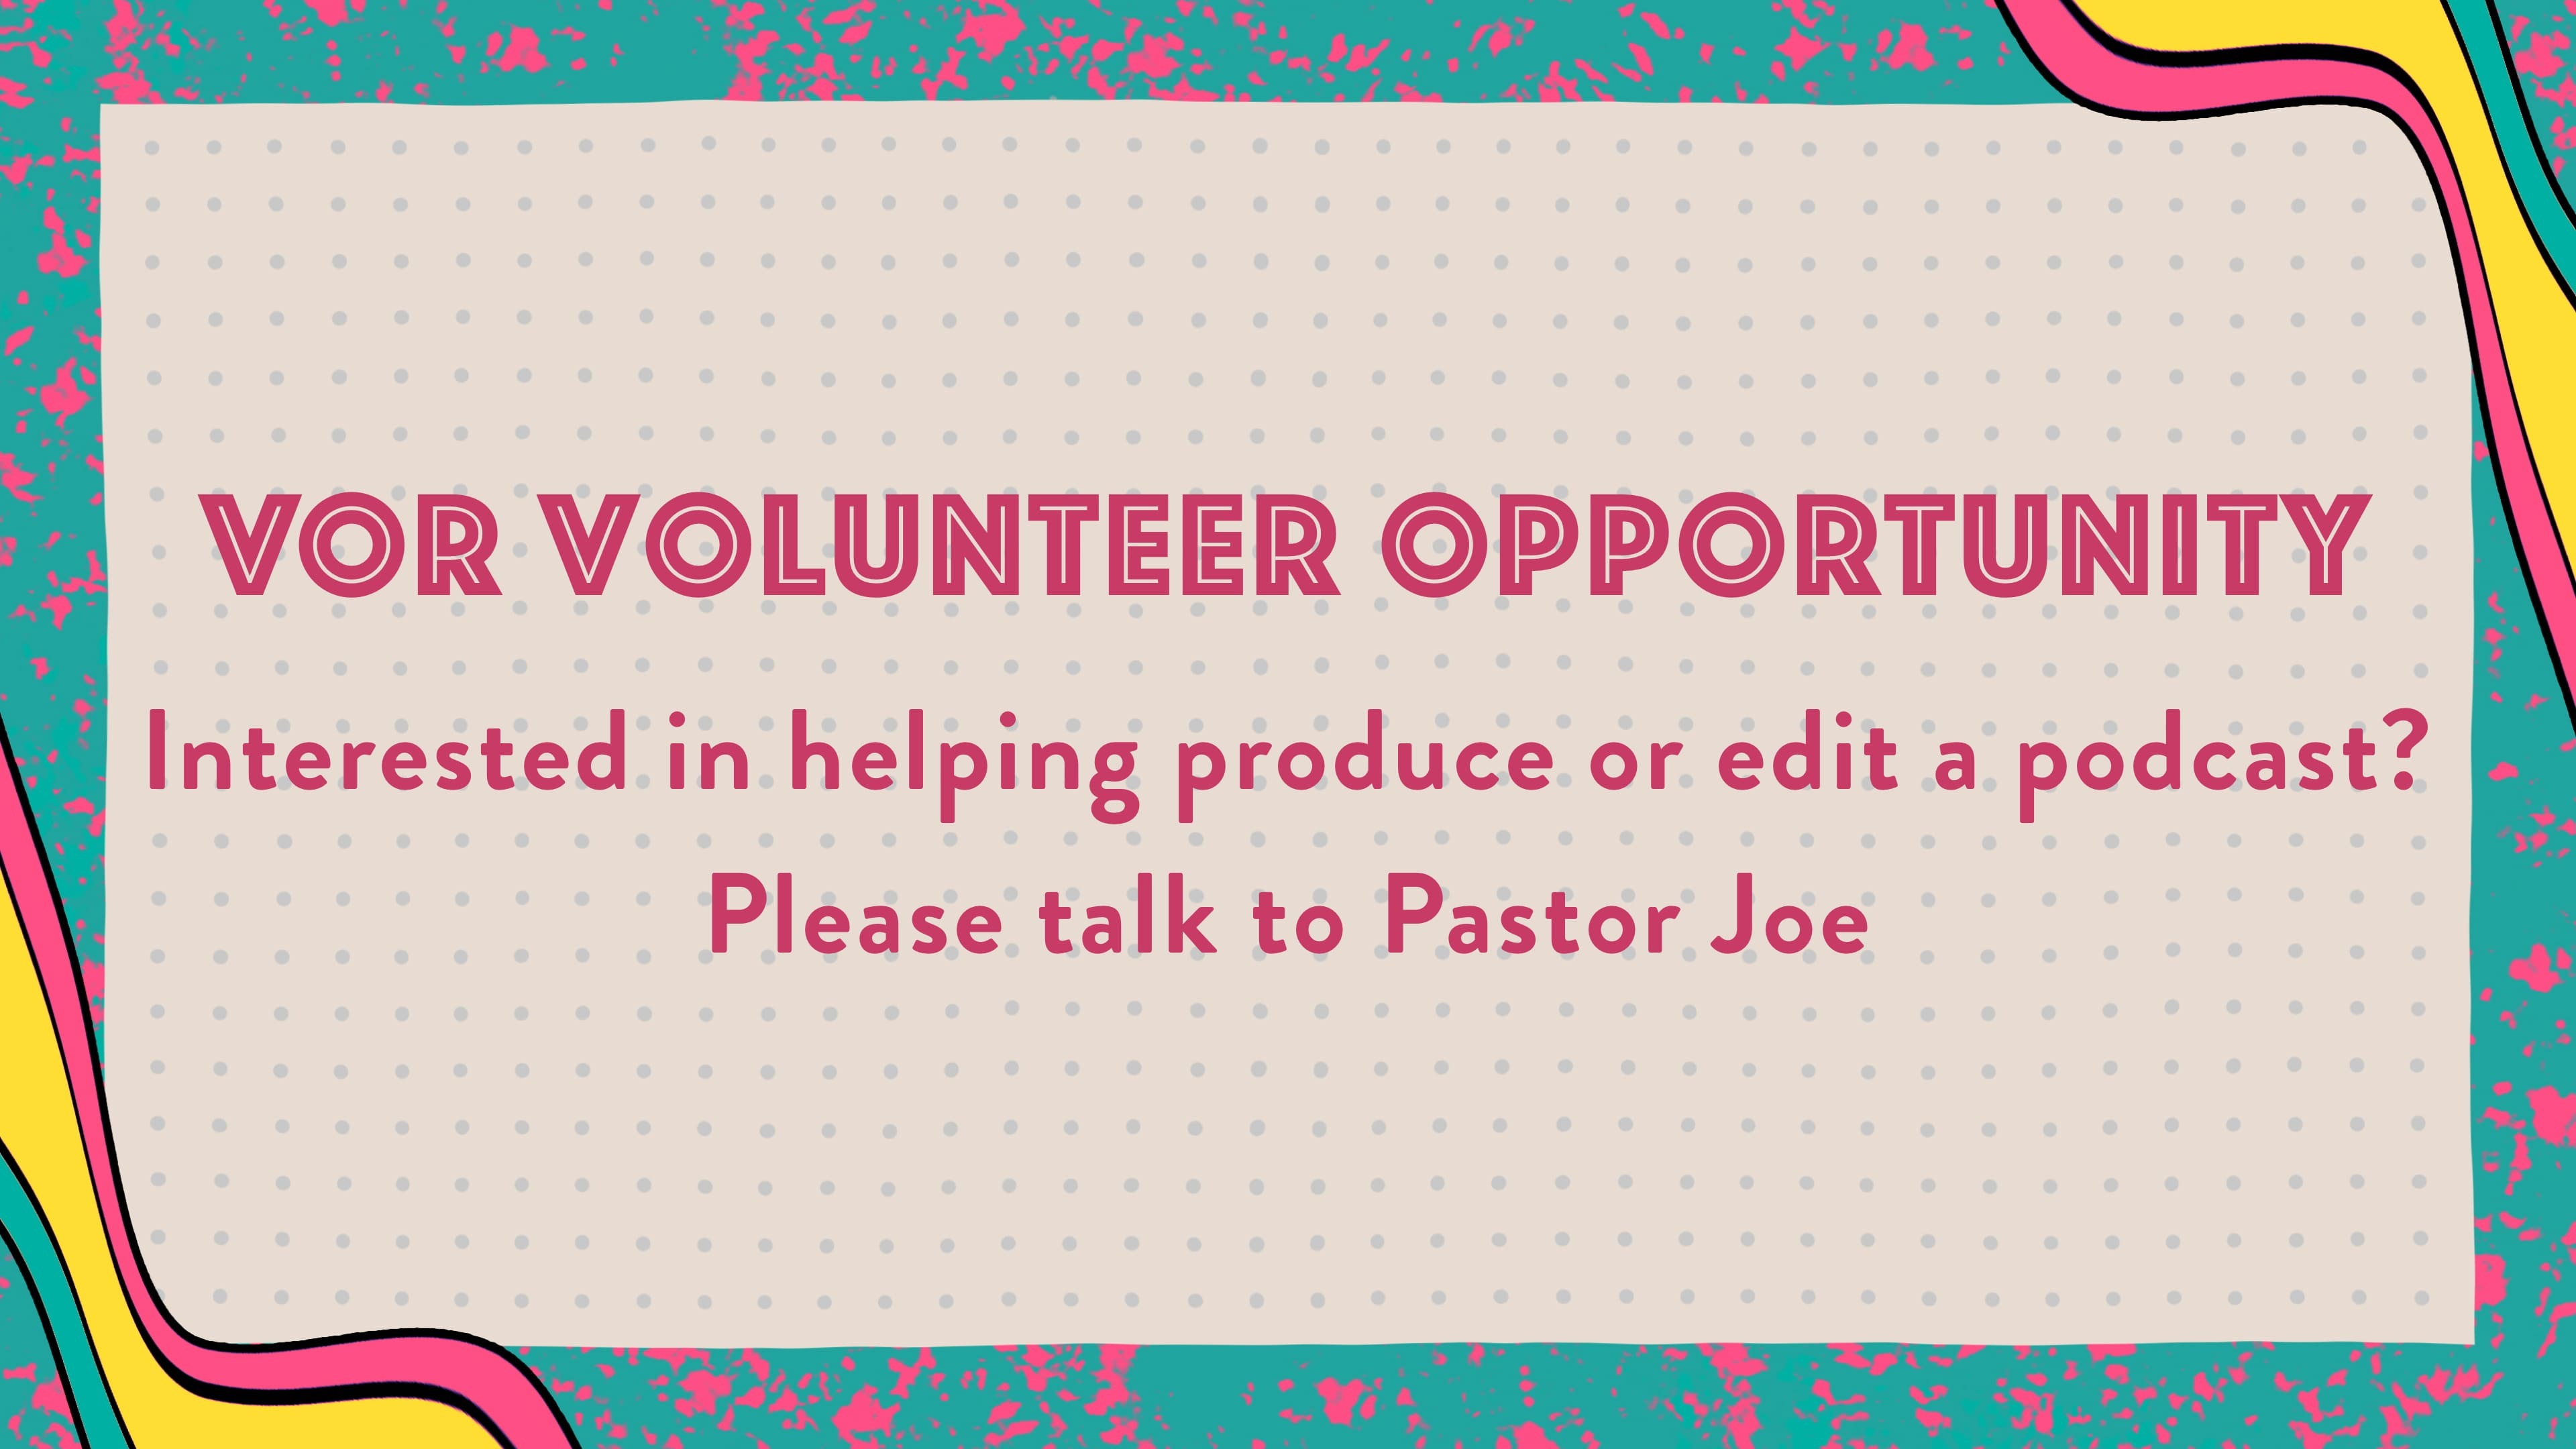 VOR VOLUNTEER OPPORTUNITY
Interested in helping produce or edit a podcast?
Please talk to Pastor Joe